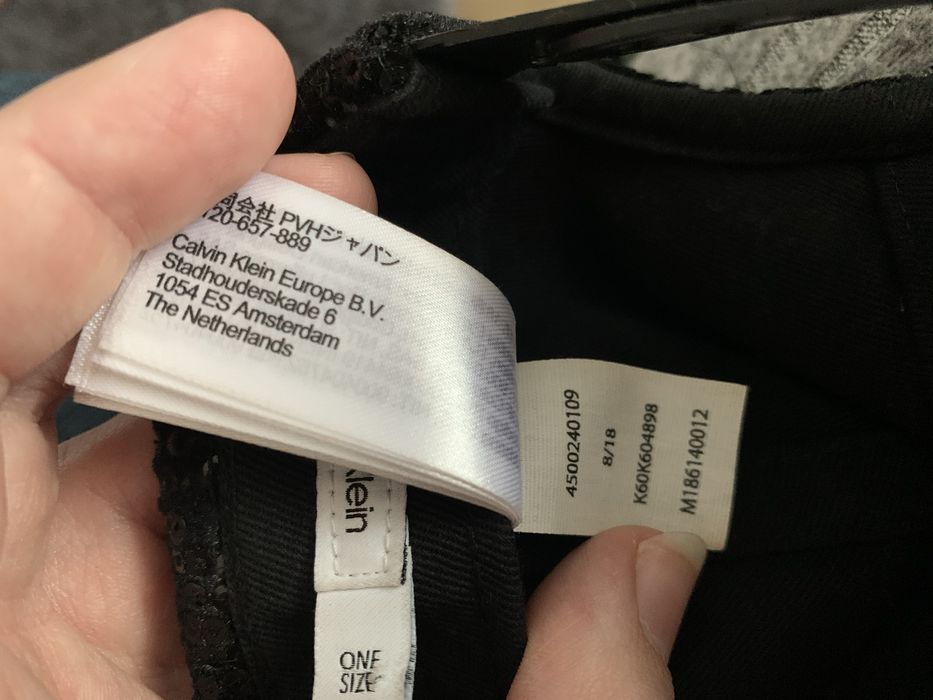 会社 PVHジャパン
120-657-889
Calvin Klein Europe B.V.
Stadhouderskade 6
1054 ES Amsterdam
The Netherlands
4500240109
8/18
K60K604898
M186140012
Klein
ONE
SIZE